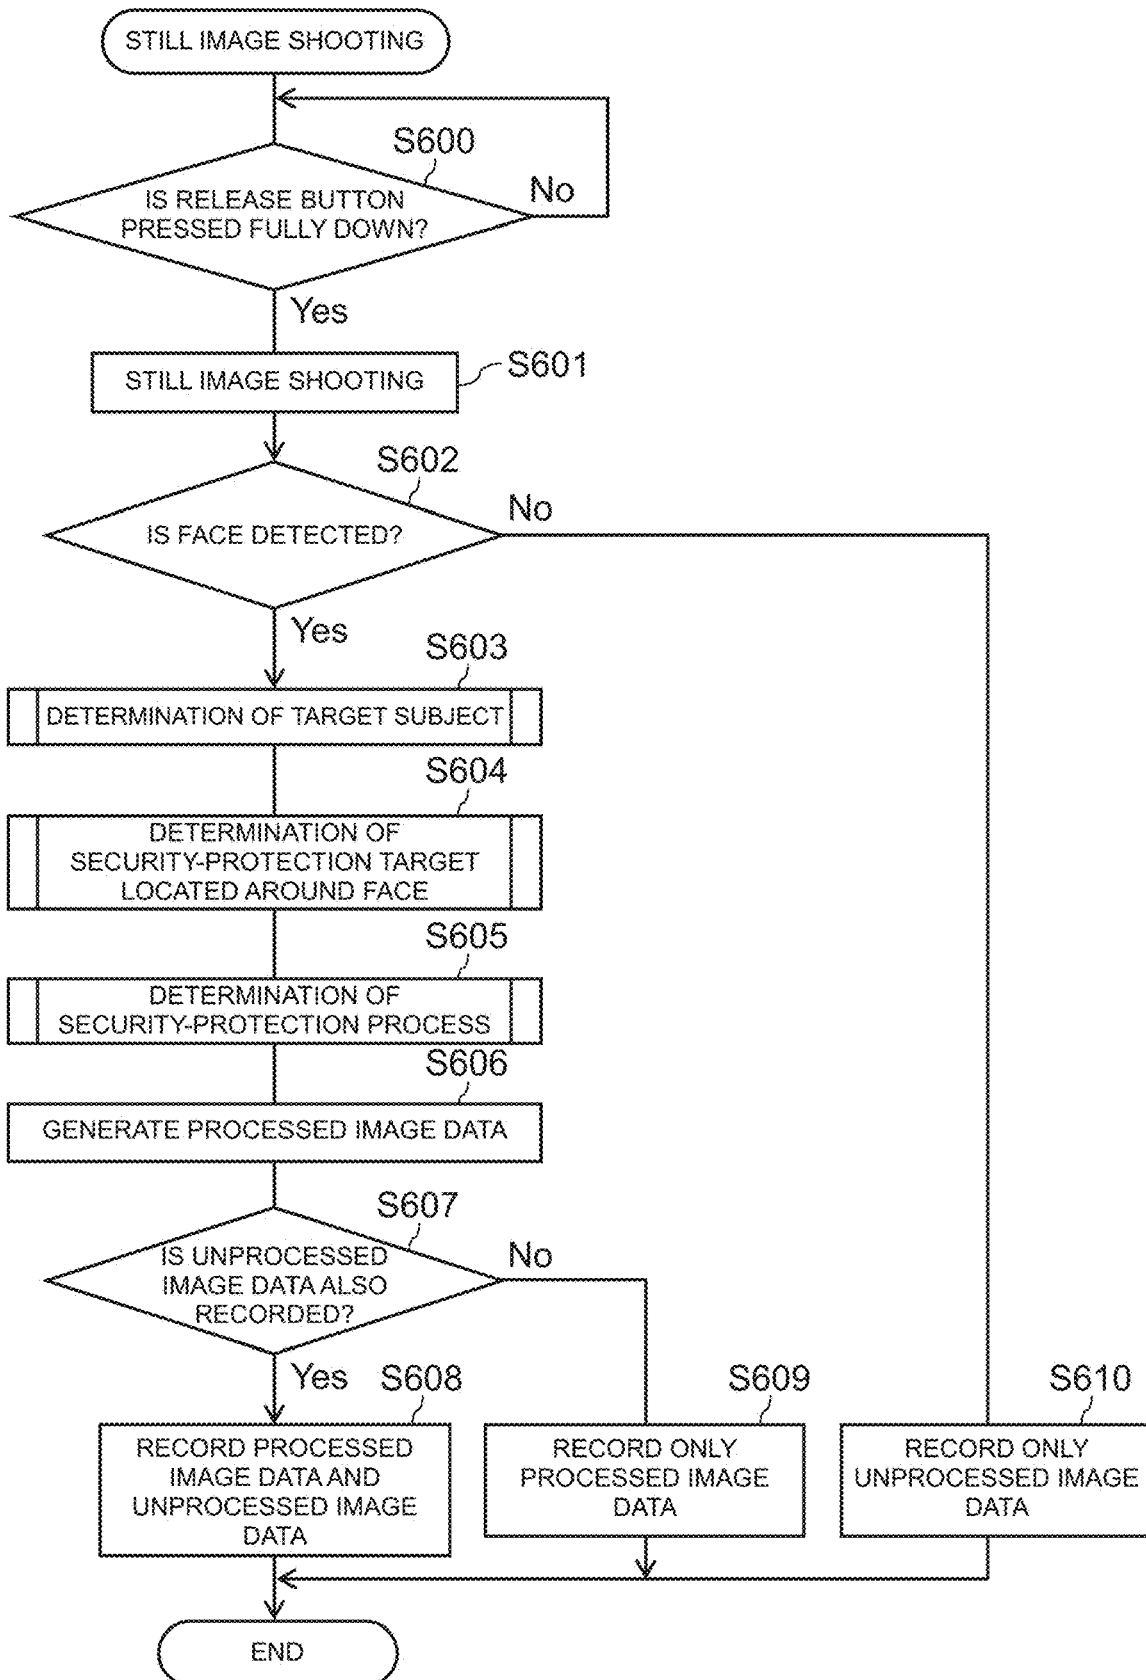 STILL IMAGE SHOOTING
S600
IS RELEASE BUTTON
PRESSED FULLY DOWN?
No
Yes
STILL IMAGE SHOOTING
S601
S602
IS FACE DETECTED?
No
Yes
S603
DETERMINATION OF TARGET SUBJECT
S604
DETERMINATION OF
SECURITY-PROTECTION TARGET
LOCATED AROUND FACE
S605
DETERMINATION OF
SECURITY-PROTECTION PROCESS
S606
GENERATE PROCESSED IMAGE DATA
S607
IS UNPROCESSED
IMAGE DATA ALSO
RECORDED?
No
Yes
S608
RECORD PROCESSED
IMAGE DATA AND
UNPROCESSED IMAGE
DATA
S609
RECORD ONLY
PROCESSED IMAGE
DATA
S610
RECORD ONLY
UNPROCESSED IMAGE
DATA
END